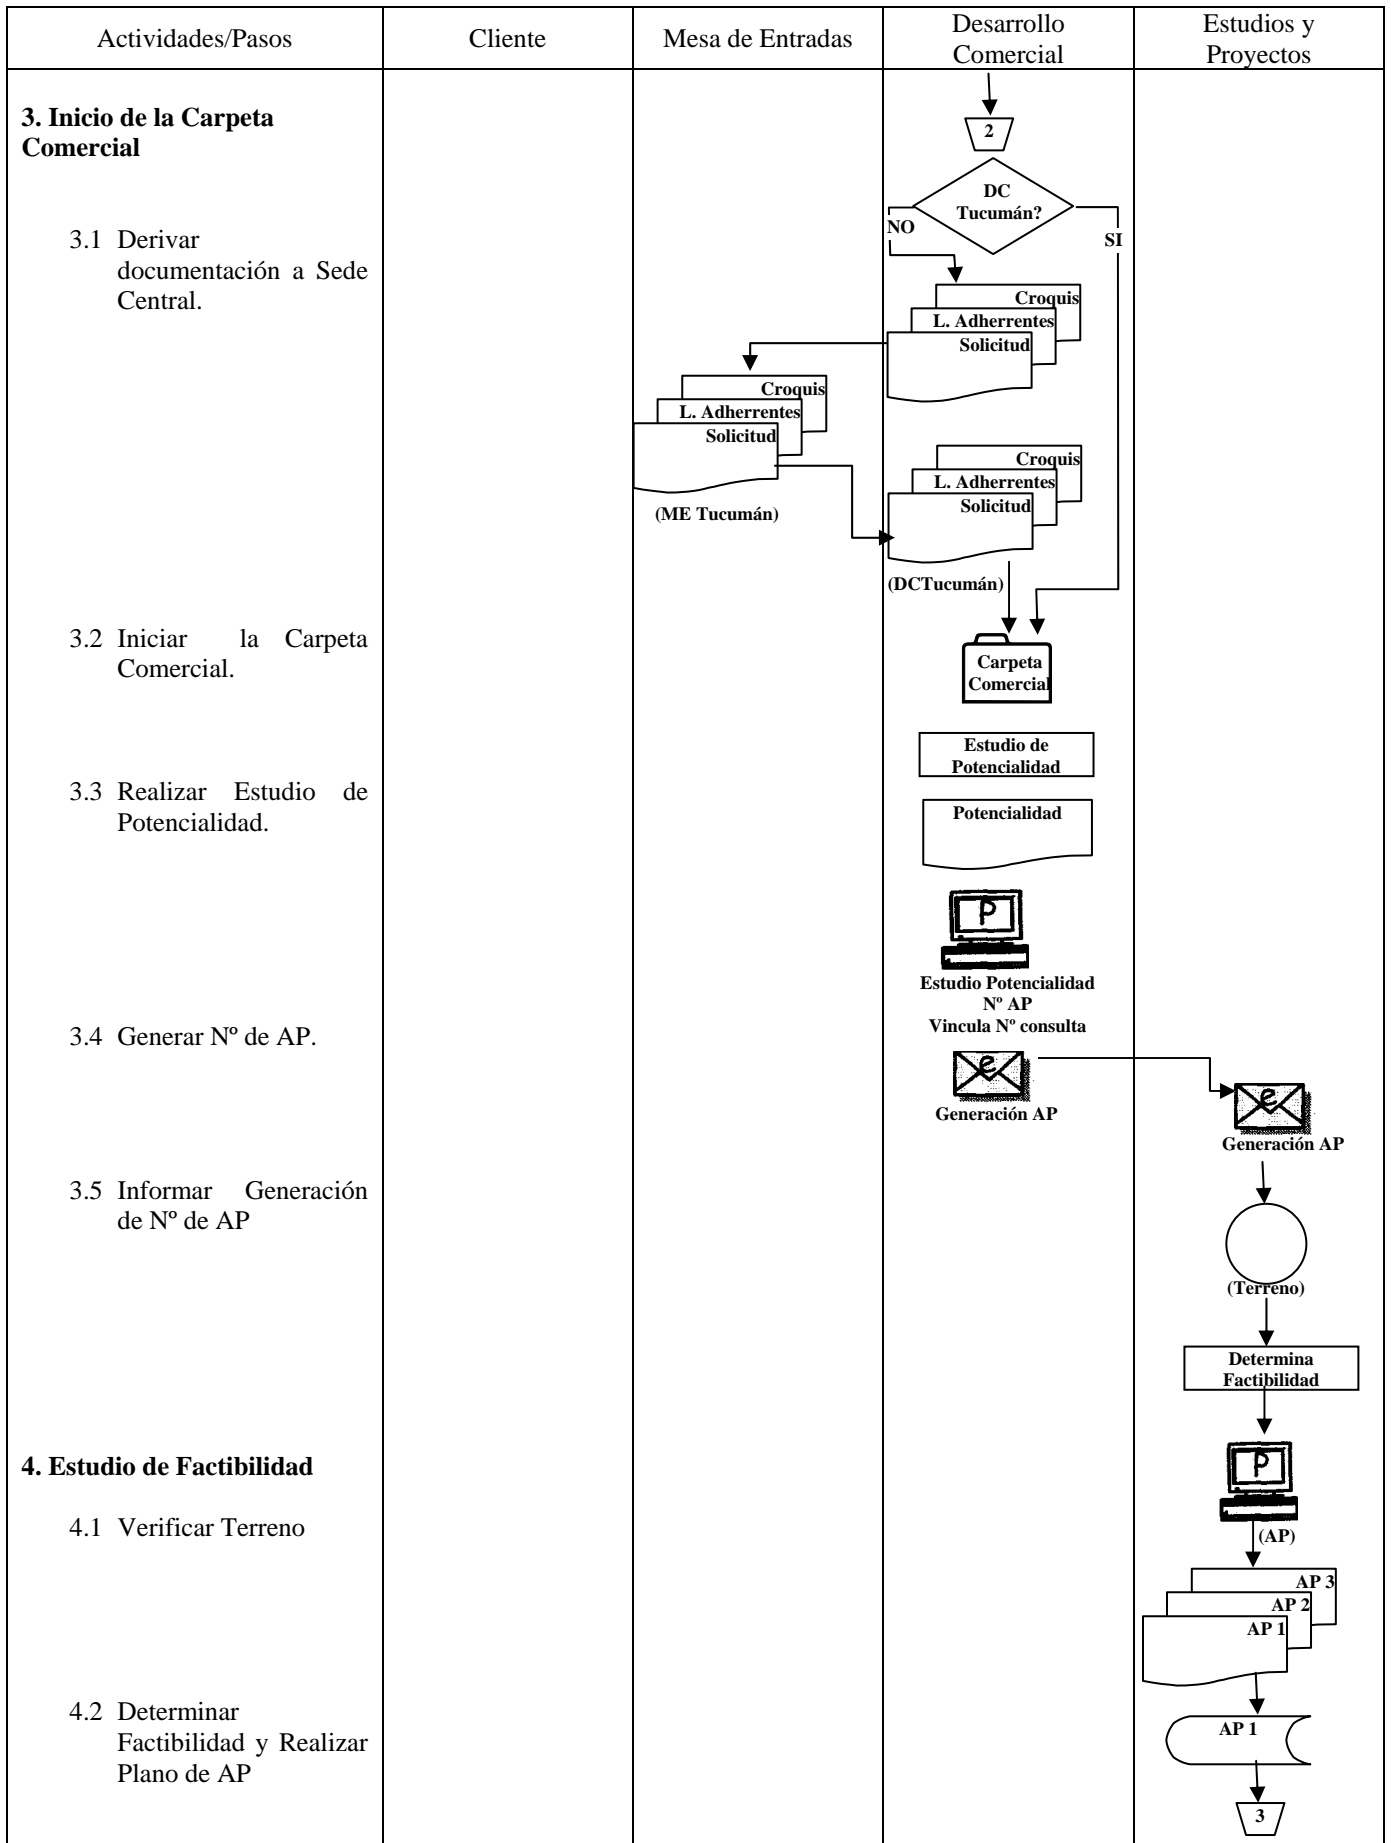 Actividades/Pasos
Cliente
Mesa de Entradas
Desarrollo
Comercial
Estudios y
Proyectos
3. Inicio de la Carpeta
Comercial
3.1 Derivar
documentación a Sede
Central.
3.2 Iniciar la Carpeta
Comercial.
3.3 Realizar Estudio de
Potencialidad.
3.4 Generar Nº de AP.
3.5 Informar Generación
de Nº de AP
4. Estudio de Factibilidad
4.1 Verificar Terreno
4.2 Determinar
Factibilidad y Realizar
Plano de AP
Croquis
L. Adherrentes
Solicitud
(ME Tucumán)
2
DC
Tucumán?
NO
SI
Croquis
L. Adherrentes
Solicitud
Croquis
L. Adherrentes
Solicitud
(DCTucumán)
Carpeta
Comercial
Estudio de
Potencialidad
Potencialidad
P
Estudio Potencialidad
Nº AP
Vincula Nº consulta
e
Generación AP
e
Generación AP
(Terreno)
Determina
Factibilidad
P
(AP)
AP 3
AP 2
AP 1
AP 1
3